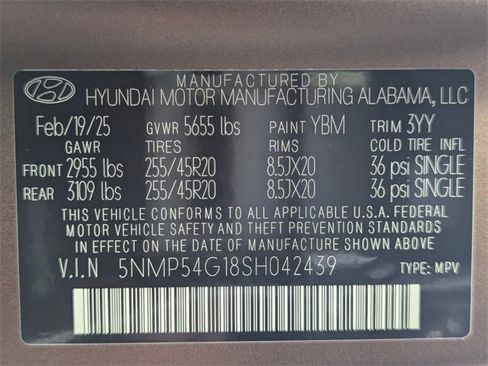 MANUFACTURED BY
HYUNDAI MOTOR MANUFACTURING ALABAMA, LLC
Feb/19/25 GVWR 5655 lbs PAINT YBM TRIM 3YY
GAWR TIRES RIMS COLD TIRE INFL
FRONT 2955 lbs 255/45R20 8.5JX20 36 psi SINGLE
REAR 3109 lbs 255/45R20 8.5JX20 36 psi SINGLE
THIS VEHICLE CONFORMS TO ALL APPLICABLE U.S.A. FEDERAL
MOTOR VEHICLE SAFETY AND THEFT PREVENTION STANDARDS
IN EFFECT ON THE DATE OF MANUFACTURE SHOWN ABOVE.
V.I.N 5NMP54G18SH042439 TYPE: MPV